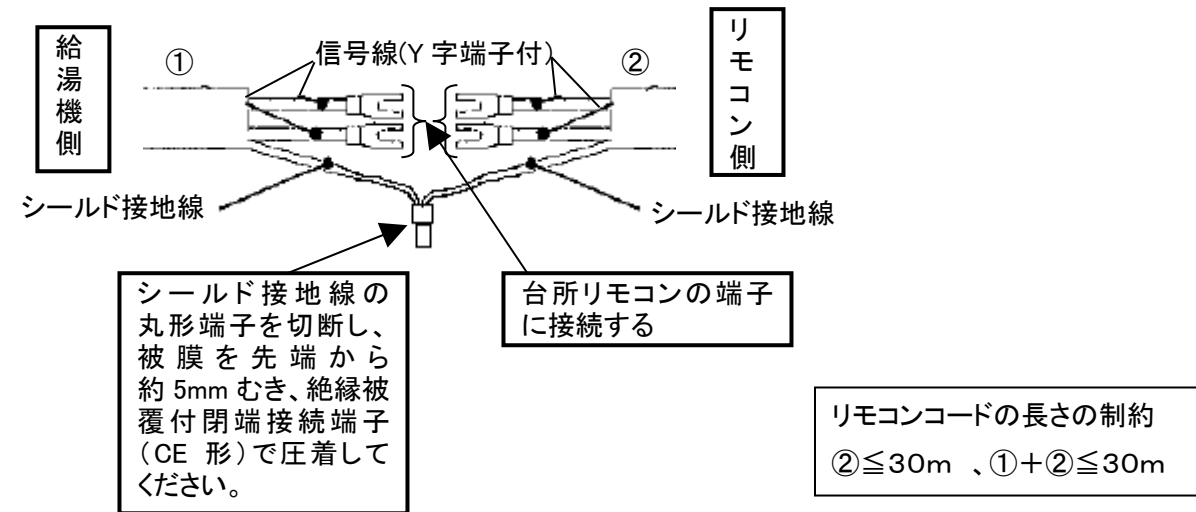 給湯機側
①
信号線(Y 字端子付)
②
リモコン側
シールド接地線
シールド接地線
シールド接地線の
丸形端子を切断し、
被膜を先端から
約 5mm むき、絶縁被
覆付閉端接続端子
(CE 形)で圧着して
ください。
台所リモコンの端子
に接続する
リモコンコードの長さの制約
②≦30m 、①+②≦30m